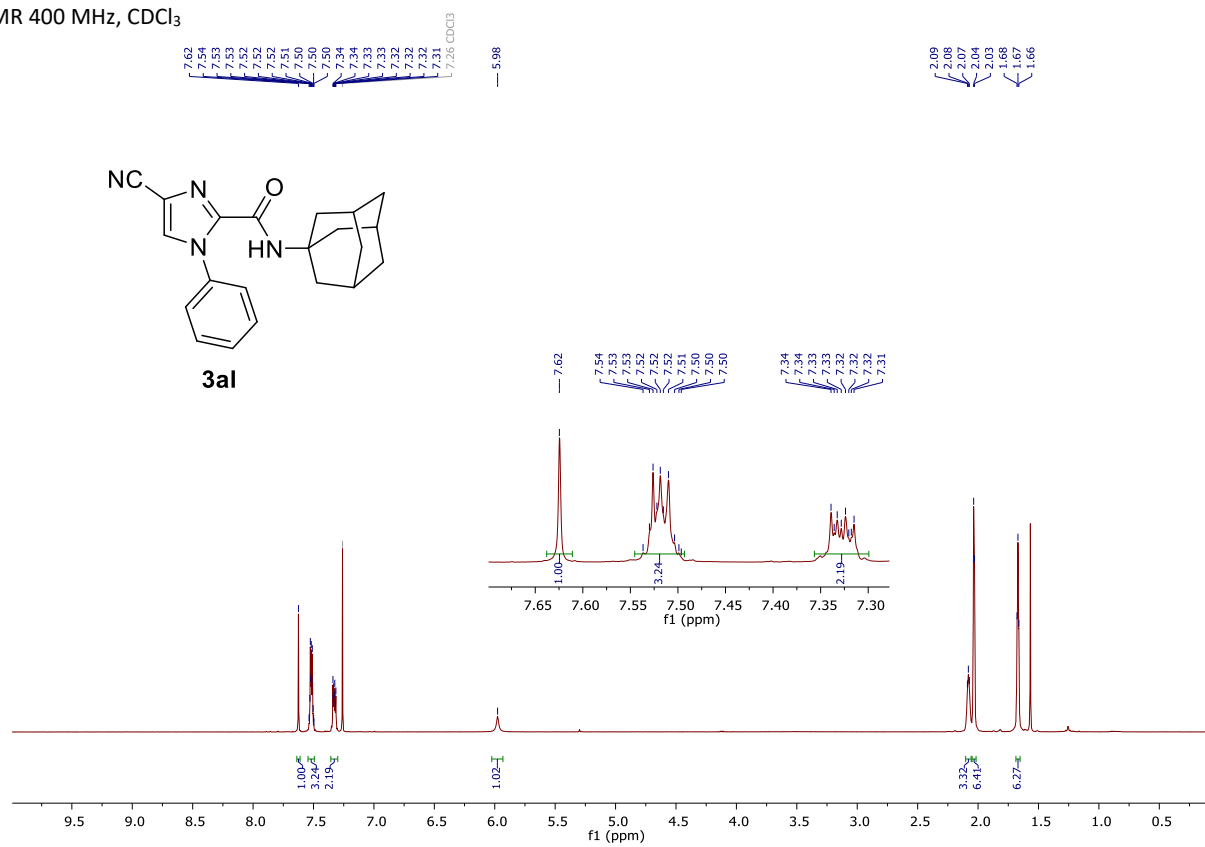 MR 400 MHz, CDCl₃
7.62 7.54 7.53 7.53 7.52 7.52 7.52 7.51 7.50 7.50 7.50 7.34 7.34 7.33 7.33 7.32 7.32 7.32 7.31 7.26 CDCl3 5.98 2.09 2.08 2.07 2.04 2.03 1.68 1.67 1.66
NC N O
N HN
3al
7.62 7.54 7.53 7.53 7.52 7.52 7.52 7.51 7.50 7.50 7.50 7.34 7.34 7.33 7.33 7.32 7.32 7.32 7.31
1.00 3.24 2.19
7.65 7.60 7.55 7.50 7.45 7.40 7.35 7.30
f1 (ppm)
1.00 3.24 2.19 1.02 3.32 6.41 6.27
9.5 9.0 8.5 8.0 7.5 7.0 6.5 6.0 5.5 5.0 4.5 4.0 3.5 3.0 2.5 2.0 1.5 1.0 0.5
f1 (ppm)